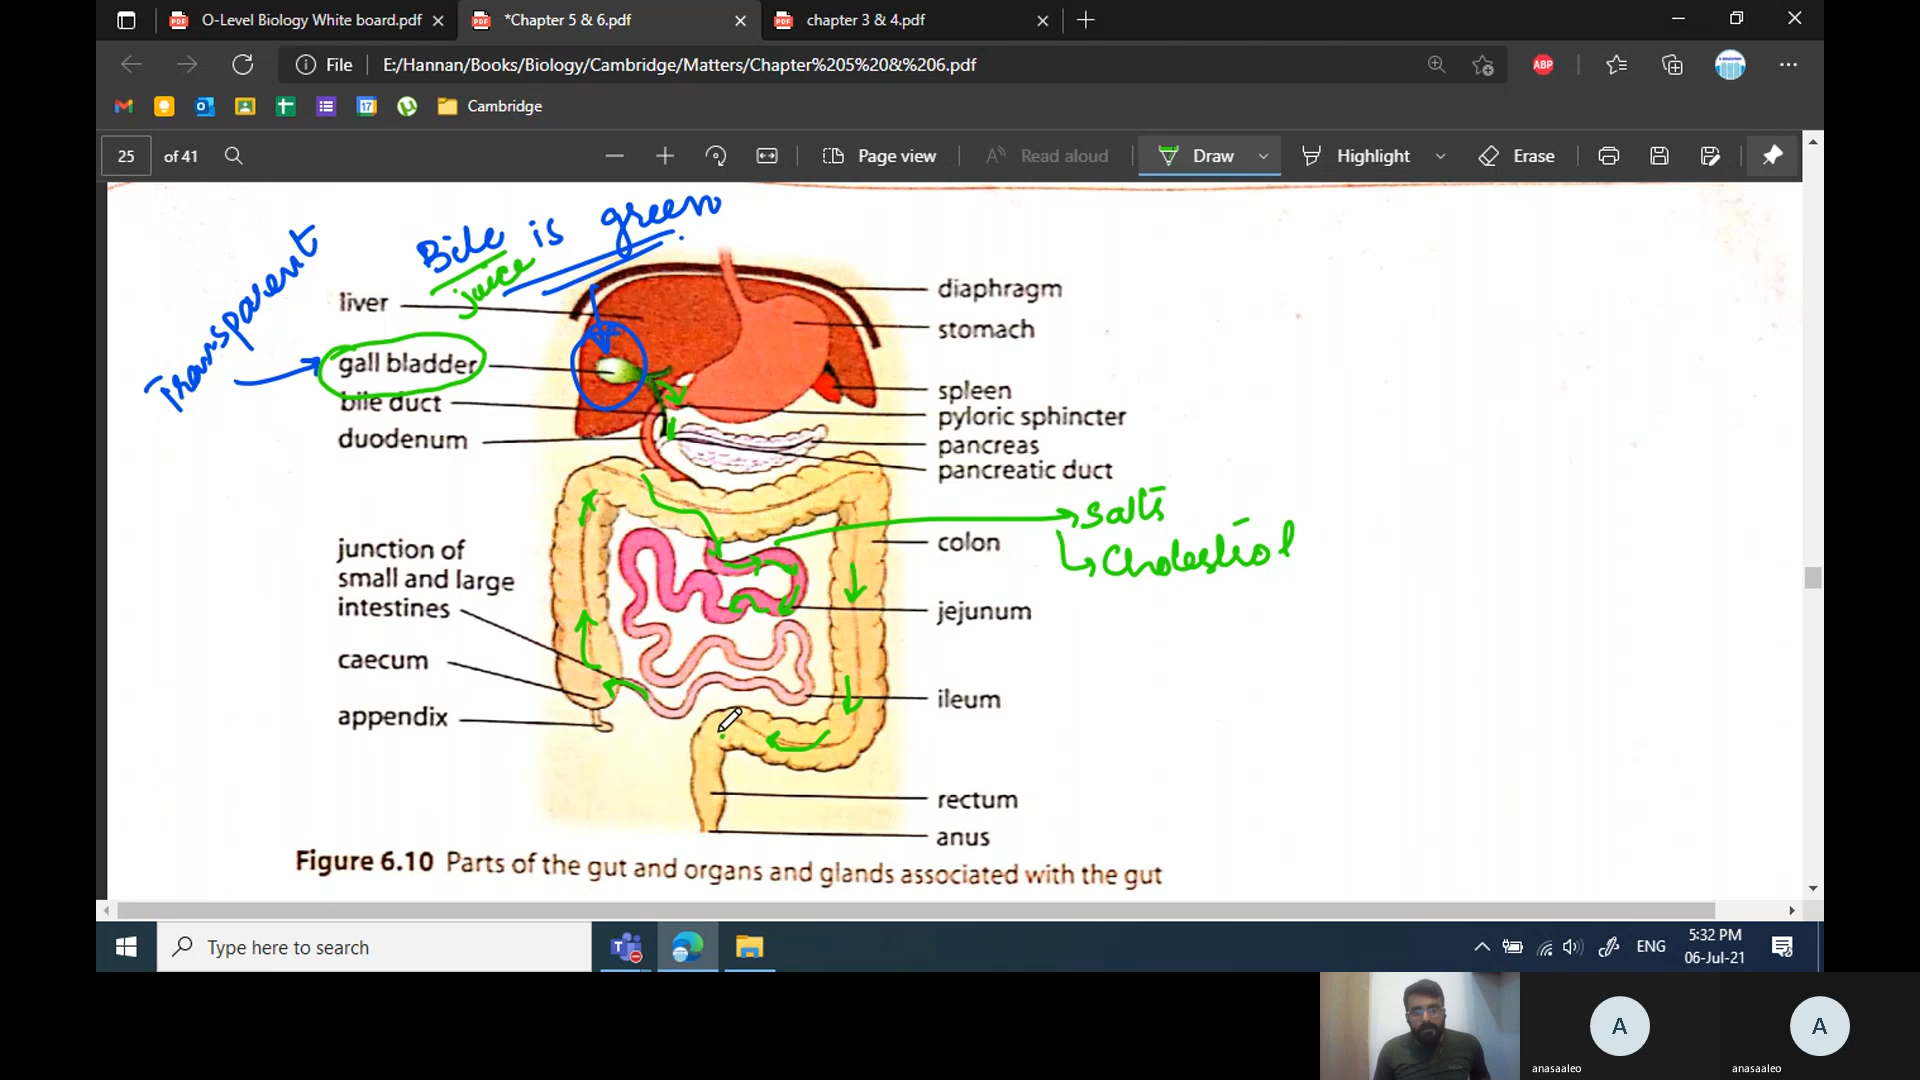 O-Level Biology White board.pdf
*Chapter 5 & 6.pdf
chapter 3 & 4.pdf
File
E:/Hannan/Books/Biology/Cambridge/Matters/Chapter%205%20&%206.pdf
ABP
17
Cambridge
25
of 41
Page view
Read aloud
Draw
Highlight
Erase
Bile is green
juice
Transparent
liver
gall bladder
bile duct
duodenum
junction of
small and large
intestines
caecum
appendix
diaphragm
stomach
spleen
pyloric sphincter
pancreas
pancreatic duct
salts
colon
Cholestrol
jejunum
ileum
rectum
anus
Figure 6.10 Parts of the gut and organs and glands associated with the gut
Type here to search
ENG
5:32 PM
06-Jul-21
A
A
anasaaleo
anasaaleo